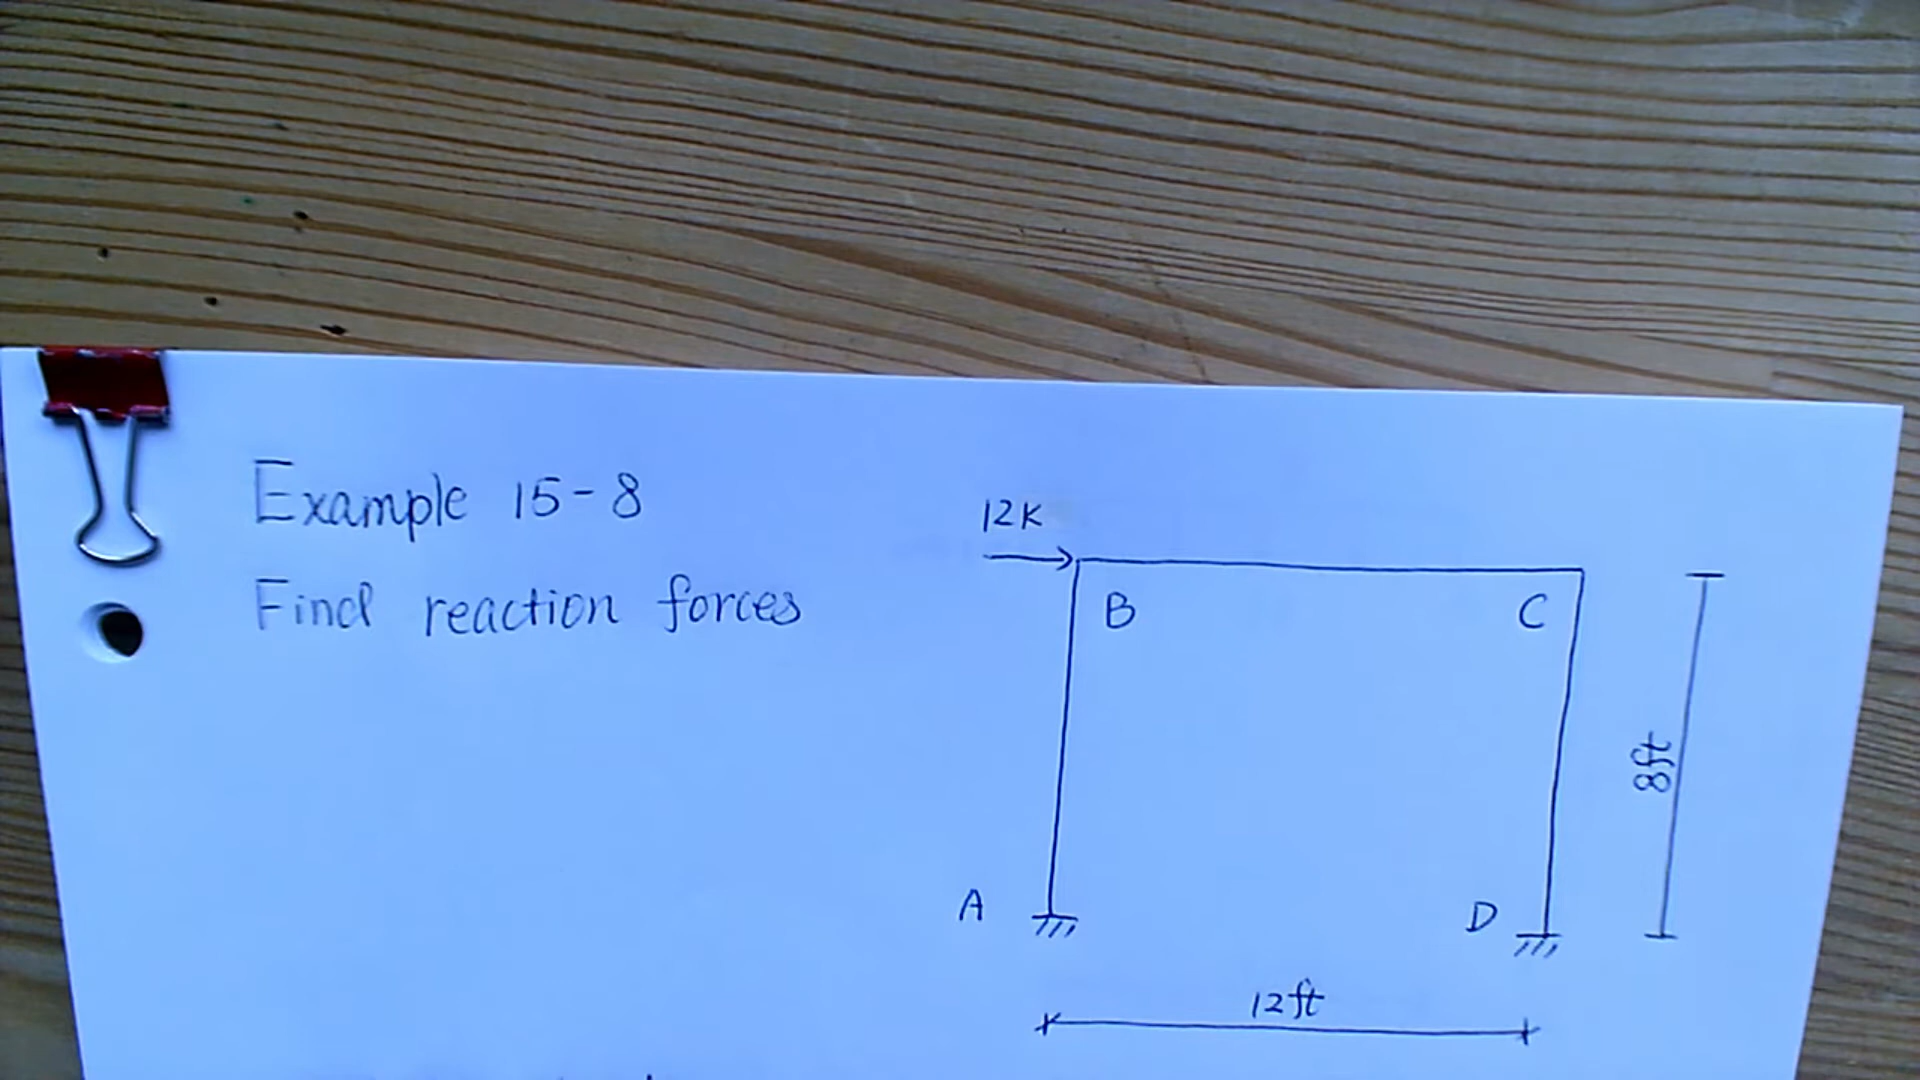 Example 15-8
Find reaction forces
12K
B
C
8ft
A
D
12ft